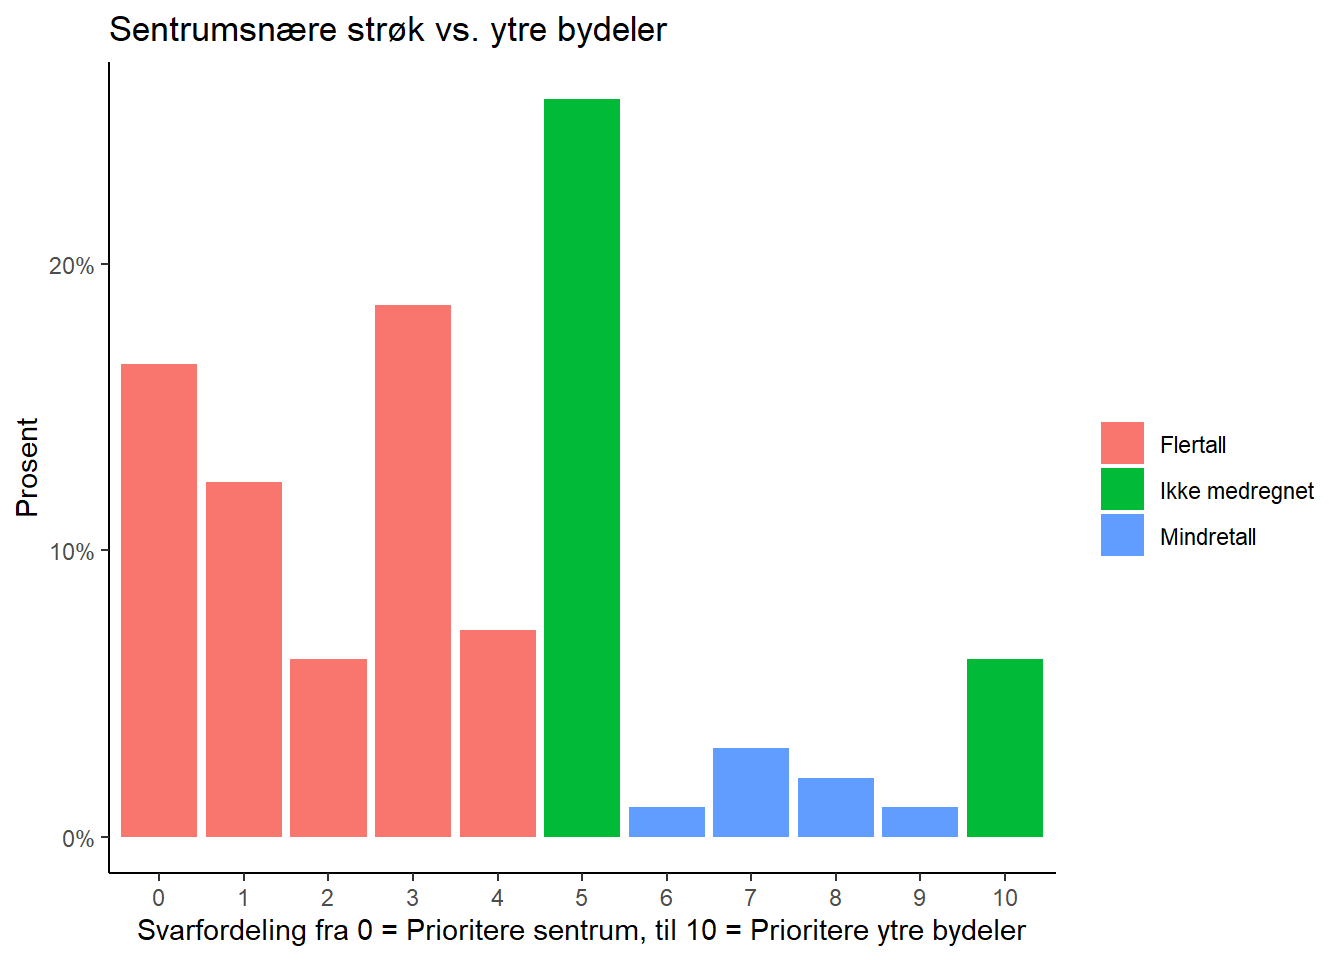 Sentrumsnære strøk vs. ytre bydeler
Prosent
20%
10%
0%
0 1 2 3 4 5 6 7 8 9 10
Svarfordeling fra 0 = Prioritere sentrum, til 10 = Prioritere ytre bydeler
Flertall
Ikke medregnet
Mindretall